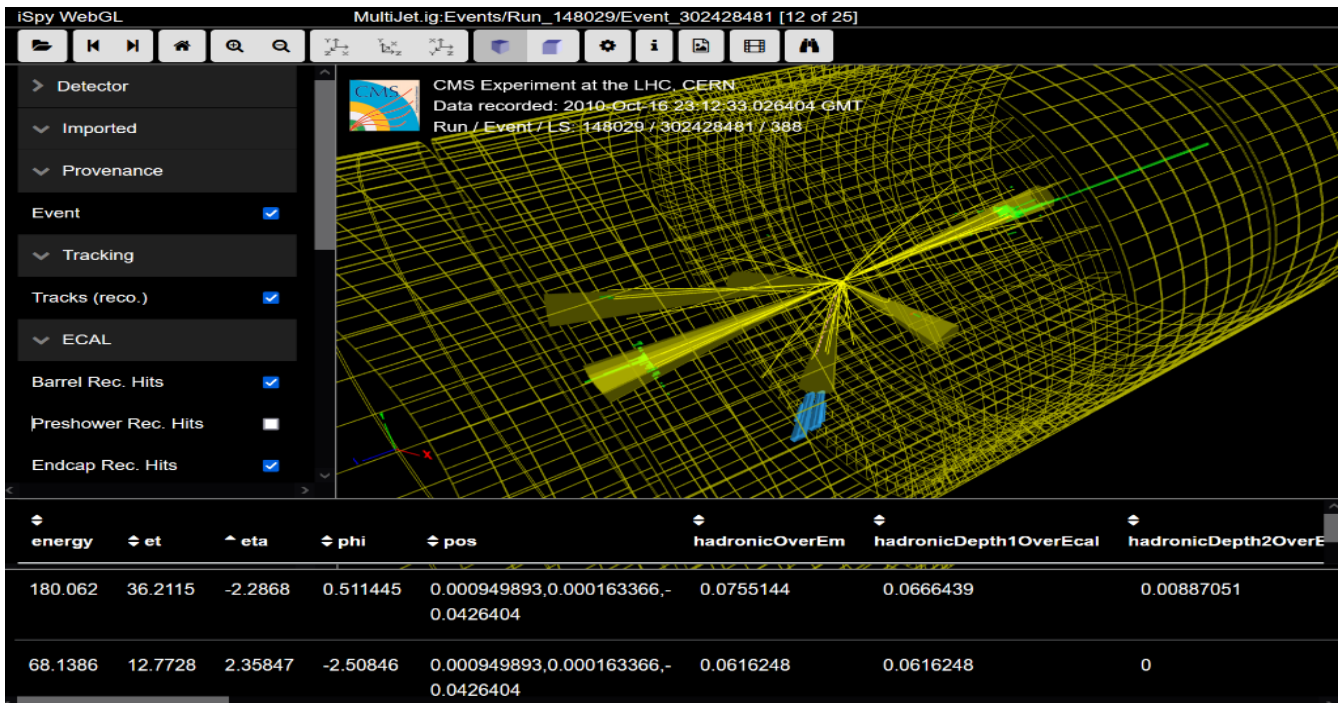 iSpy WebGL
MultiJet.ig:Events/Run_148029/Event_302428481 [12 of 25]
Detector
Imported
Provenance
Event
Tracking
Tracks (reco.)
ECAL
Barrel Rec. Hits
Preshower Rec. Hits
Endcap Rec. Hits
CMS
CMS Experiment at the LHC, CERN
Data recorded: 2010-Oct-16 23:12:33.026404 GMT
Run / Event / LS: 148029 / 302428481 / 388
x
energy et eta phi pos hadronicOverEm hadronicDepth1OverEcal hadronicDepth2OverE
180.062 36.2115 -2.2868 0.511445 0.000949893,0.000163366,- 0.0755144 0.0666439 0.00887051
0.0426404
68.1386 12.7728 2.35847 -2.50846 0.000949893,0.000163366,- 0.0616248 0.0616248 0
0.0426404